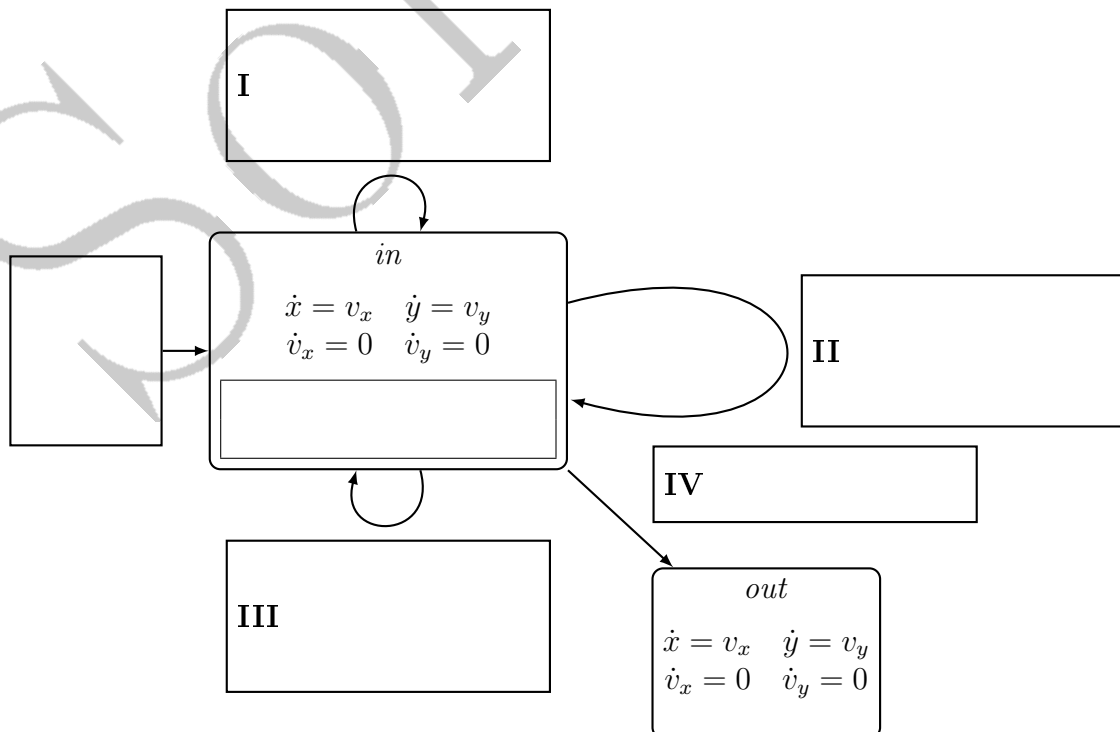 I
in
ẋ = v_x ẏ = v_y
v̇_x = 0 v̇_y = 0
II
IV
III
out
ẋ = v_x ẏ = v_y
v̇_x = 0 v̇_y = 0